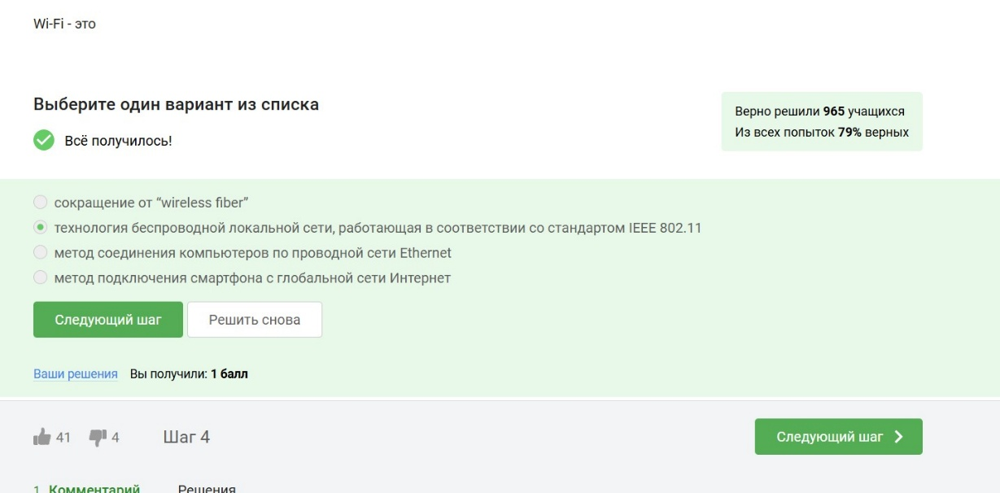 Wi-Fi - это
Выберите один вариант из списка
Всё получилось!
Верно решили 965 учащихся
Из всех попыток 79% верных
сокращение от “wireless fiber”
технология беспроводной локальной сети, работающая в соответствии со стандартом IEEE 802.11
метод соединения компьютеров по проводной сети Ethernet
метод подключения смартфона с глобальной сети Интернет
Следующий шаг
Решить снова
Ваши решения Вы получили: 1 балл
41 4 Шаг 4
Следующий шаг
1 Комментарий Решения